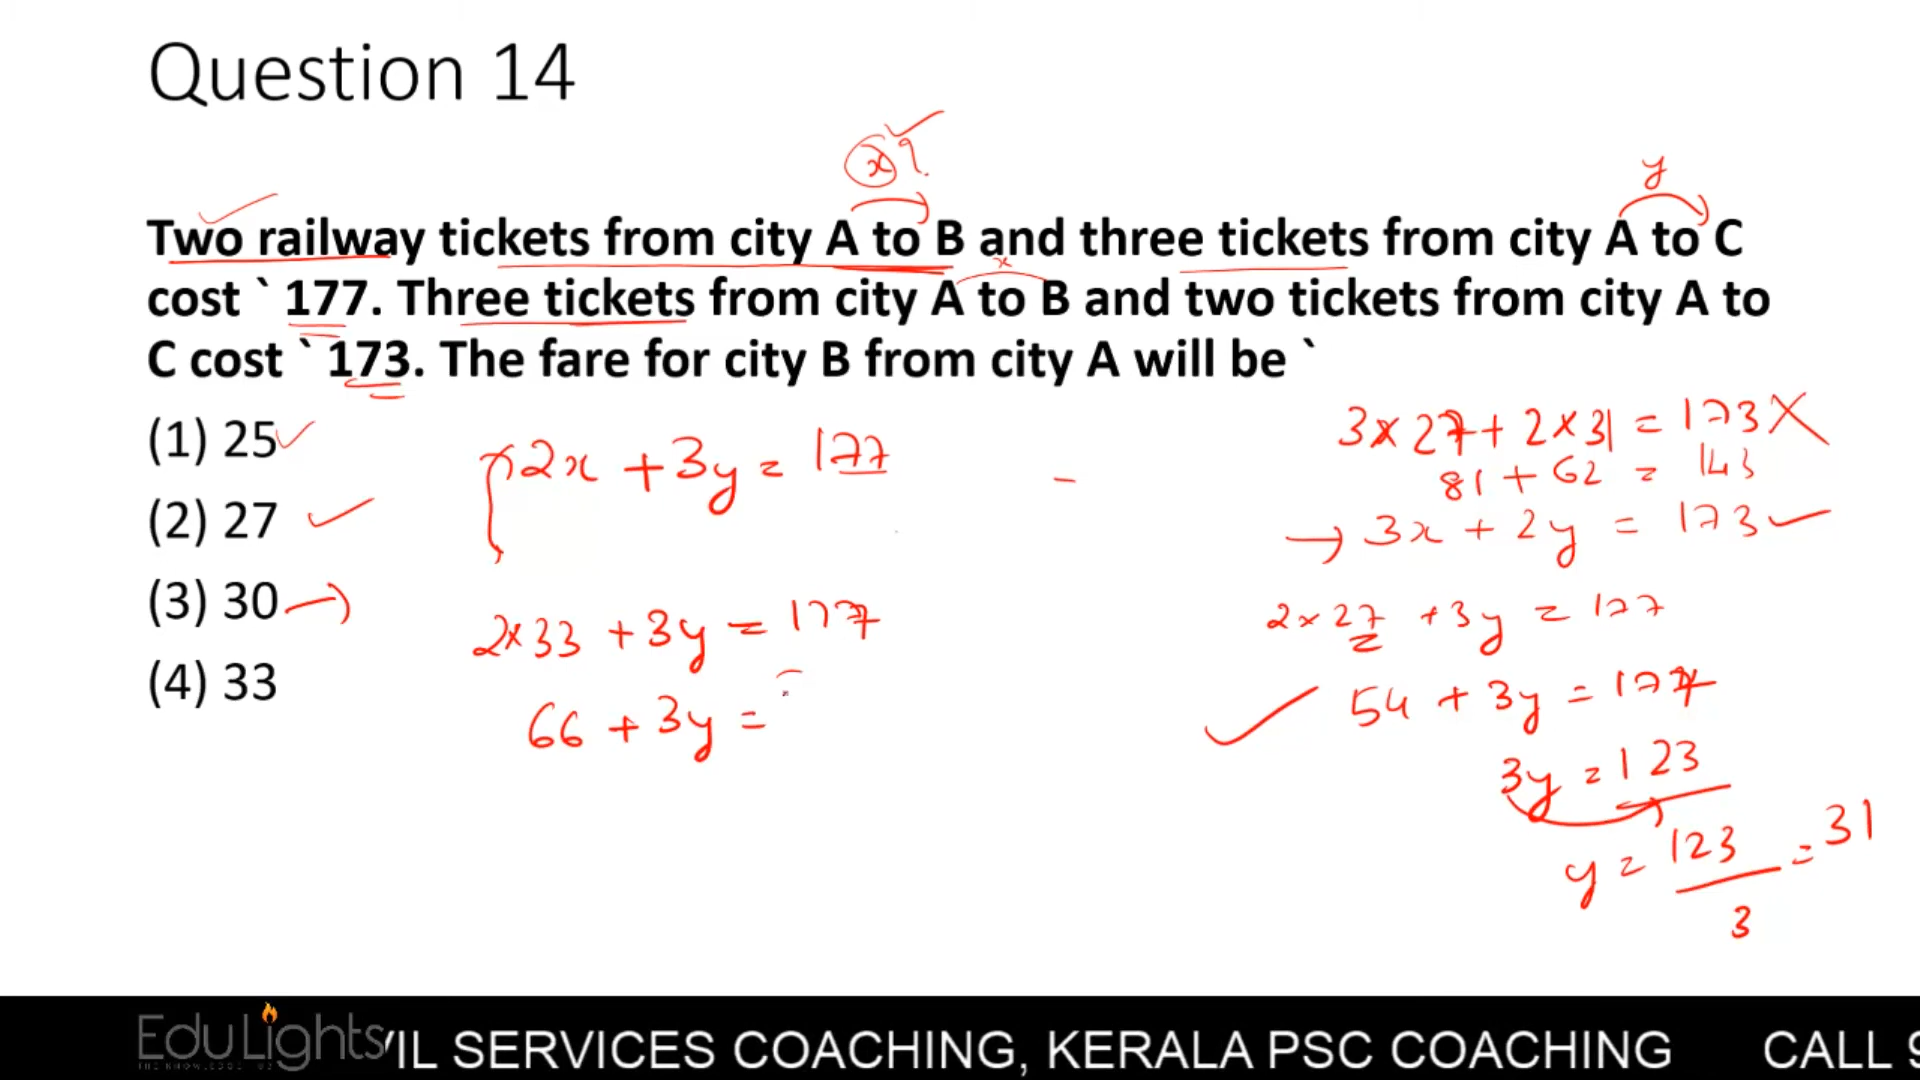 Question 14
x ?
y
Two railway tickets from city A to B and three tickets from city A to C
x
cost ` 177. Three tickets from city A to B and two tickets from city A to
C cost ` 173. The fare for city B from city A will be `
(1) 25
(2) 27
(3) 30
(4) 33
2x + 3y = 177
2×33 + 3y = 177
66 + 3y =
3×27 + 2×31 = 173
81 + 62 = 143
→ 3x + 2y = 173
2×27 + 3y = 177
54 + 3y = 177
3y = 123
y = 123 = 31
3
EduLights
VIL SERVICES COACHING, KERALA PSC COACHING
CALL 9